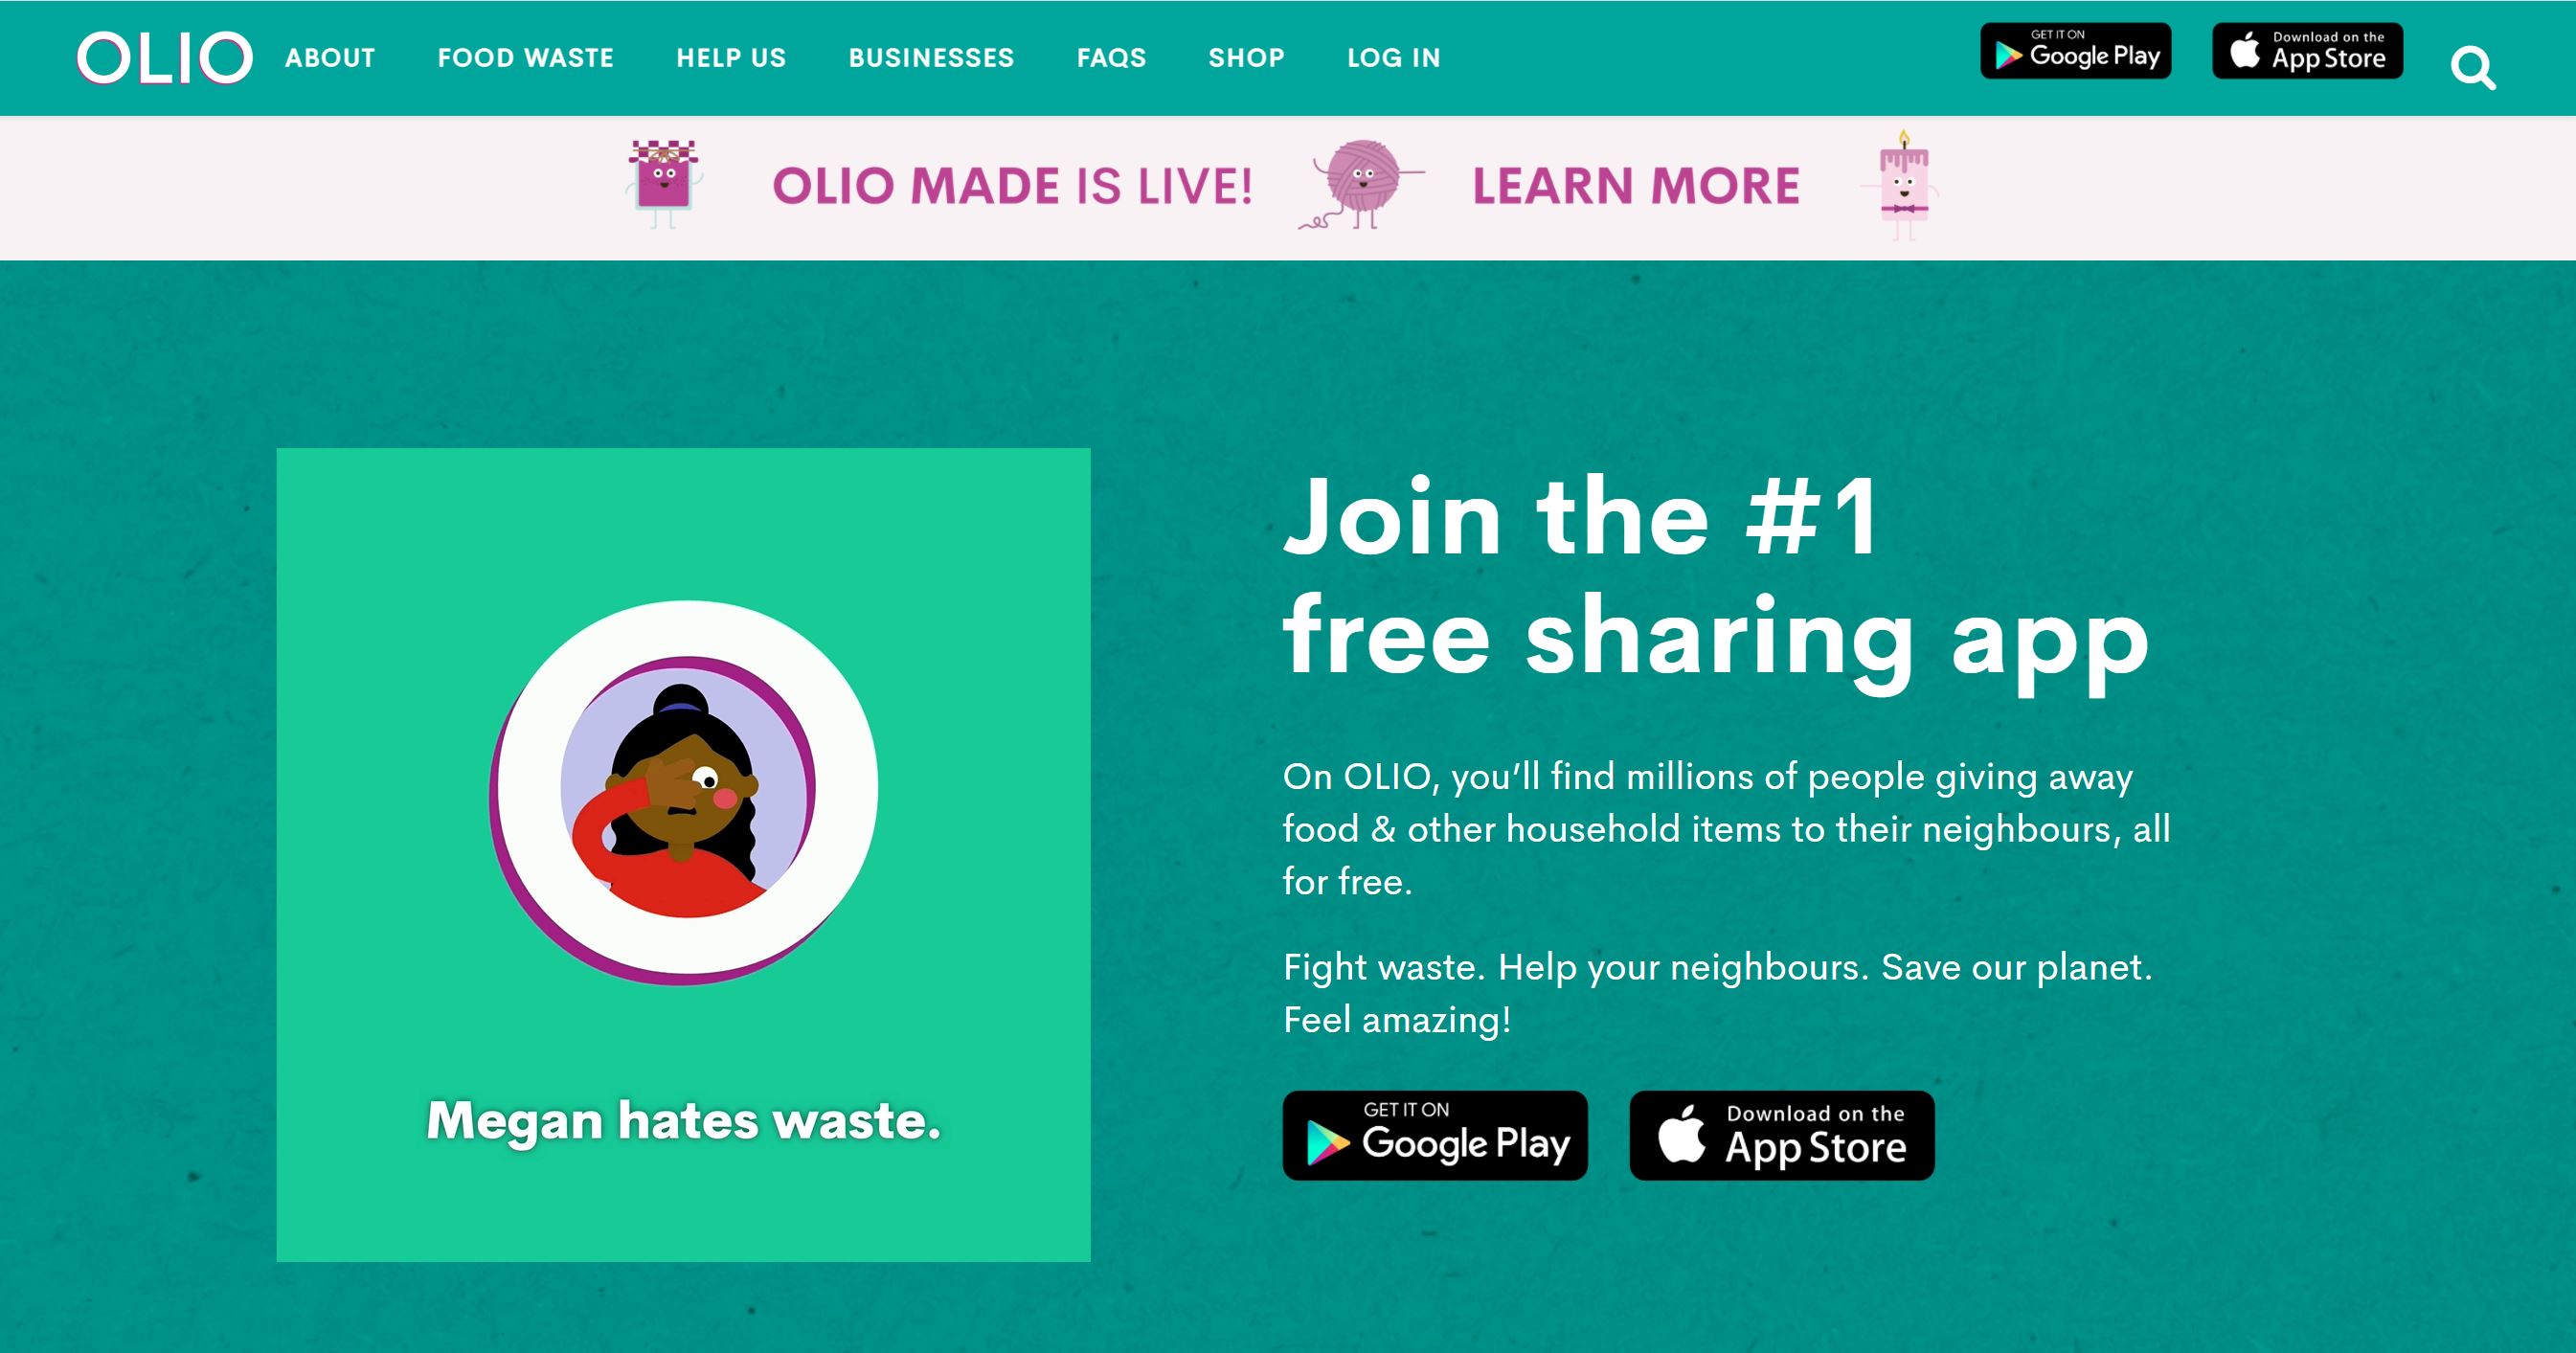 OLIO ABOUT FOOD WASTE HELP US BUSINESSES FAQS SHOP LOG IN
GET IT ON
Google Play
Download on the
App Store
OLIO MADE IS LIVE! LEARN MORE
Megan hates waste.
Join the #1
free sharing app
On OLIO, you’ll find millions of people giving away
food & other household items to their neighbours, all
for free.
Fight waste. Help your neighbours. Save our planet.
Feel amazing!
GET IT ON
Google Play
Download on the
App Store